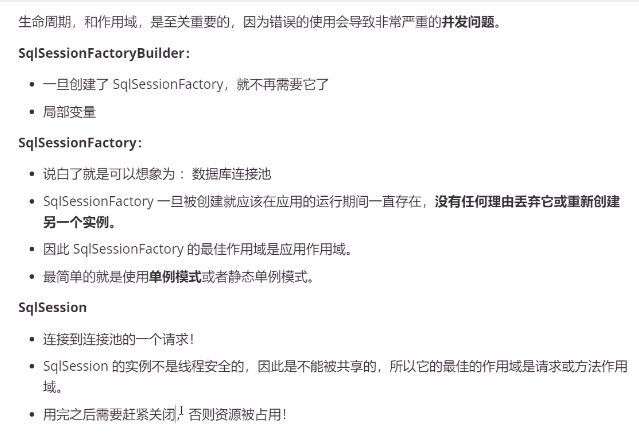 生命周期，和作用域，是至关重要的，因为错误的使用会导致非常严重的并发问题。
SqlSessionFactoryBuilder：
• 一旦创建了 SqlSessionFactory，就不再需要它了
• 局部变量
SqlSessionFactory：
• 说白了就是可以想象为 ：数据库连接池
• SqlSessionFactory 一旦被创建就应该在应用的运行期间一直存在，没有任何理由丢弃它或重新创建
另一个实例。
• 因此 SqlSessionFactory 的最佳作用域是应用作用域。
• 最简单的就是使用单例模式或者静态单例模式。
SqlSession
• 连接到连接池的一个请求！
• SqlSession 的实例不是线程安全的，因此是不能被共享的，所以它的最佳的作用域是请求或方法作用
域。
• 用完之后需要赶紧关闭，否则资源被占用！